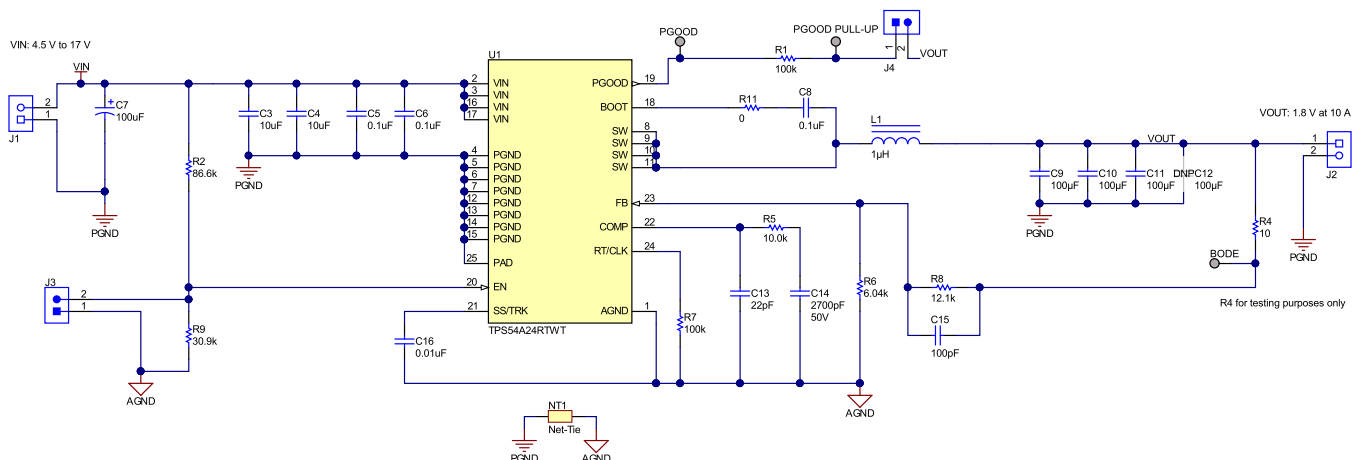 VIN: 4.5 V to 17 V
VIN
J1
2
1
C7
100uF
+
PGND
R2
86.6k
C3
10uF
C4
10uF
C5
0.1uF
C6
0.1uF
PGND
J3
2
1
R9
30.9k
AGND
C16
0.01uF
U1
2
VIN
3
VIN
16
VIN
17
VIN
4
PGND
5
PGND
6
PGND
7
PGND
12
PGND
13
PGND
14
PGND
15
PGND
25
PAD
20
EN
21
SS/TRK
PGOOD
19
BOOT
18
SW
8
SW
9
SW
10
SW
11
FB
23
COMP
22
RT/CLK
24
AGND
1
TPS54A24RTWT
PGOOD
R1
100k
PGOOD PULL-UP
J4
1
2
VOUT
R11
0
C8
0.1uF
L1
1µH
R5
10.0k
C13
22pF
C14
2700pF
50V
R7
100k
R6
6.04k
AGND
R8
12.1k
C15
100pF
VOUT: 1.8 V at 10 A
VOUT
C9
100µF
C10
100µF
C11
100µF
DNPC12
100µF
PGND
R4
10
BODE
1
2
J2
PGND
R4 for testing purposes only
NT1
Net-Tie
PGND
AGND